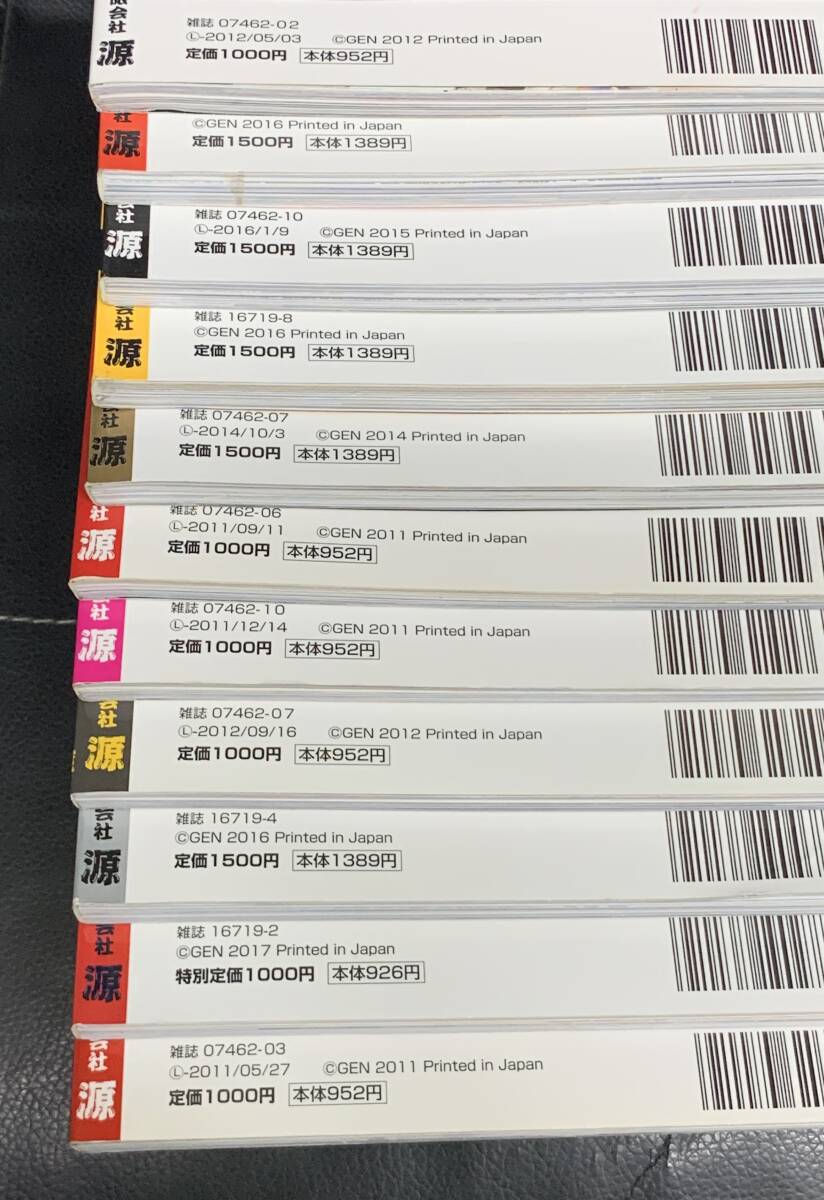 限会社
源
雑誌 07462-02
Ⓛ-2012/05/03 ©GEN 2012 Printed in Japan
定価1000円 本体952円
社
源
©GEN 2016 Printed in Japan
定価1500円 本体1389円
会社
源
雑誌 07462-10
Ⓛ-2016/1/9 ©GEN 2015 Printed in Japan
定価1500円 本体1389円
会社
源
雑誌 16719-8
©GEN 2016 Printed in Japan
定価1500円 本体1389円
会社
源
雑誌 07462-07
Ⓛ-2014/10/3 ©GEN 2014 Printed in Japan
定価1500円 本体1389円
社
源
雑誌 07462-06
Ⓛ-2011/09/11 ©GEN 2011 Printed in Japan
定価1000円 本体952円
社
源
雑誌 07462-10
Ⓛ-2011/12/14 ©GEN 2011 Printed in Japan
定価1000円 本体952円
会社
源
雑誌 07462-07
Ⓛ-2012/09/16 ©GEN 2012 Printed in Japan
定価1000円 本体952円
会社
源
雑誌 16719-4
©GEN 2016 Printed in Japan
定価1500円 本体1389円
会社
源
雑誌 16719-2
©GEN 2017 Printed in Japan
特別定価1000円 本体926円
会社
源
雑誌 07462-03
Ⓛ-2011/05/27 ©GEN 2011 Printed in Japan
定価1000円 本体952円